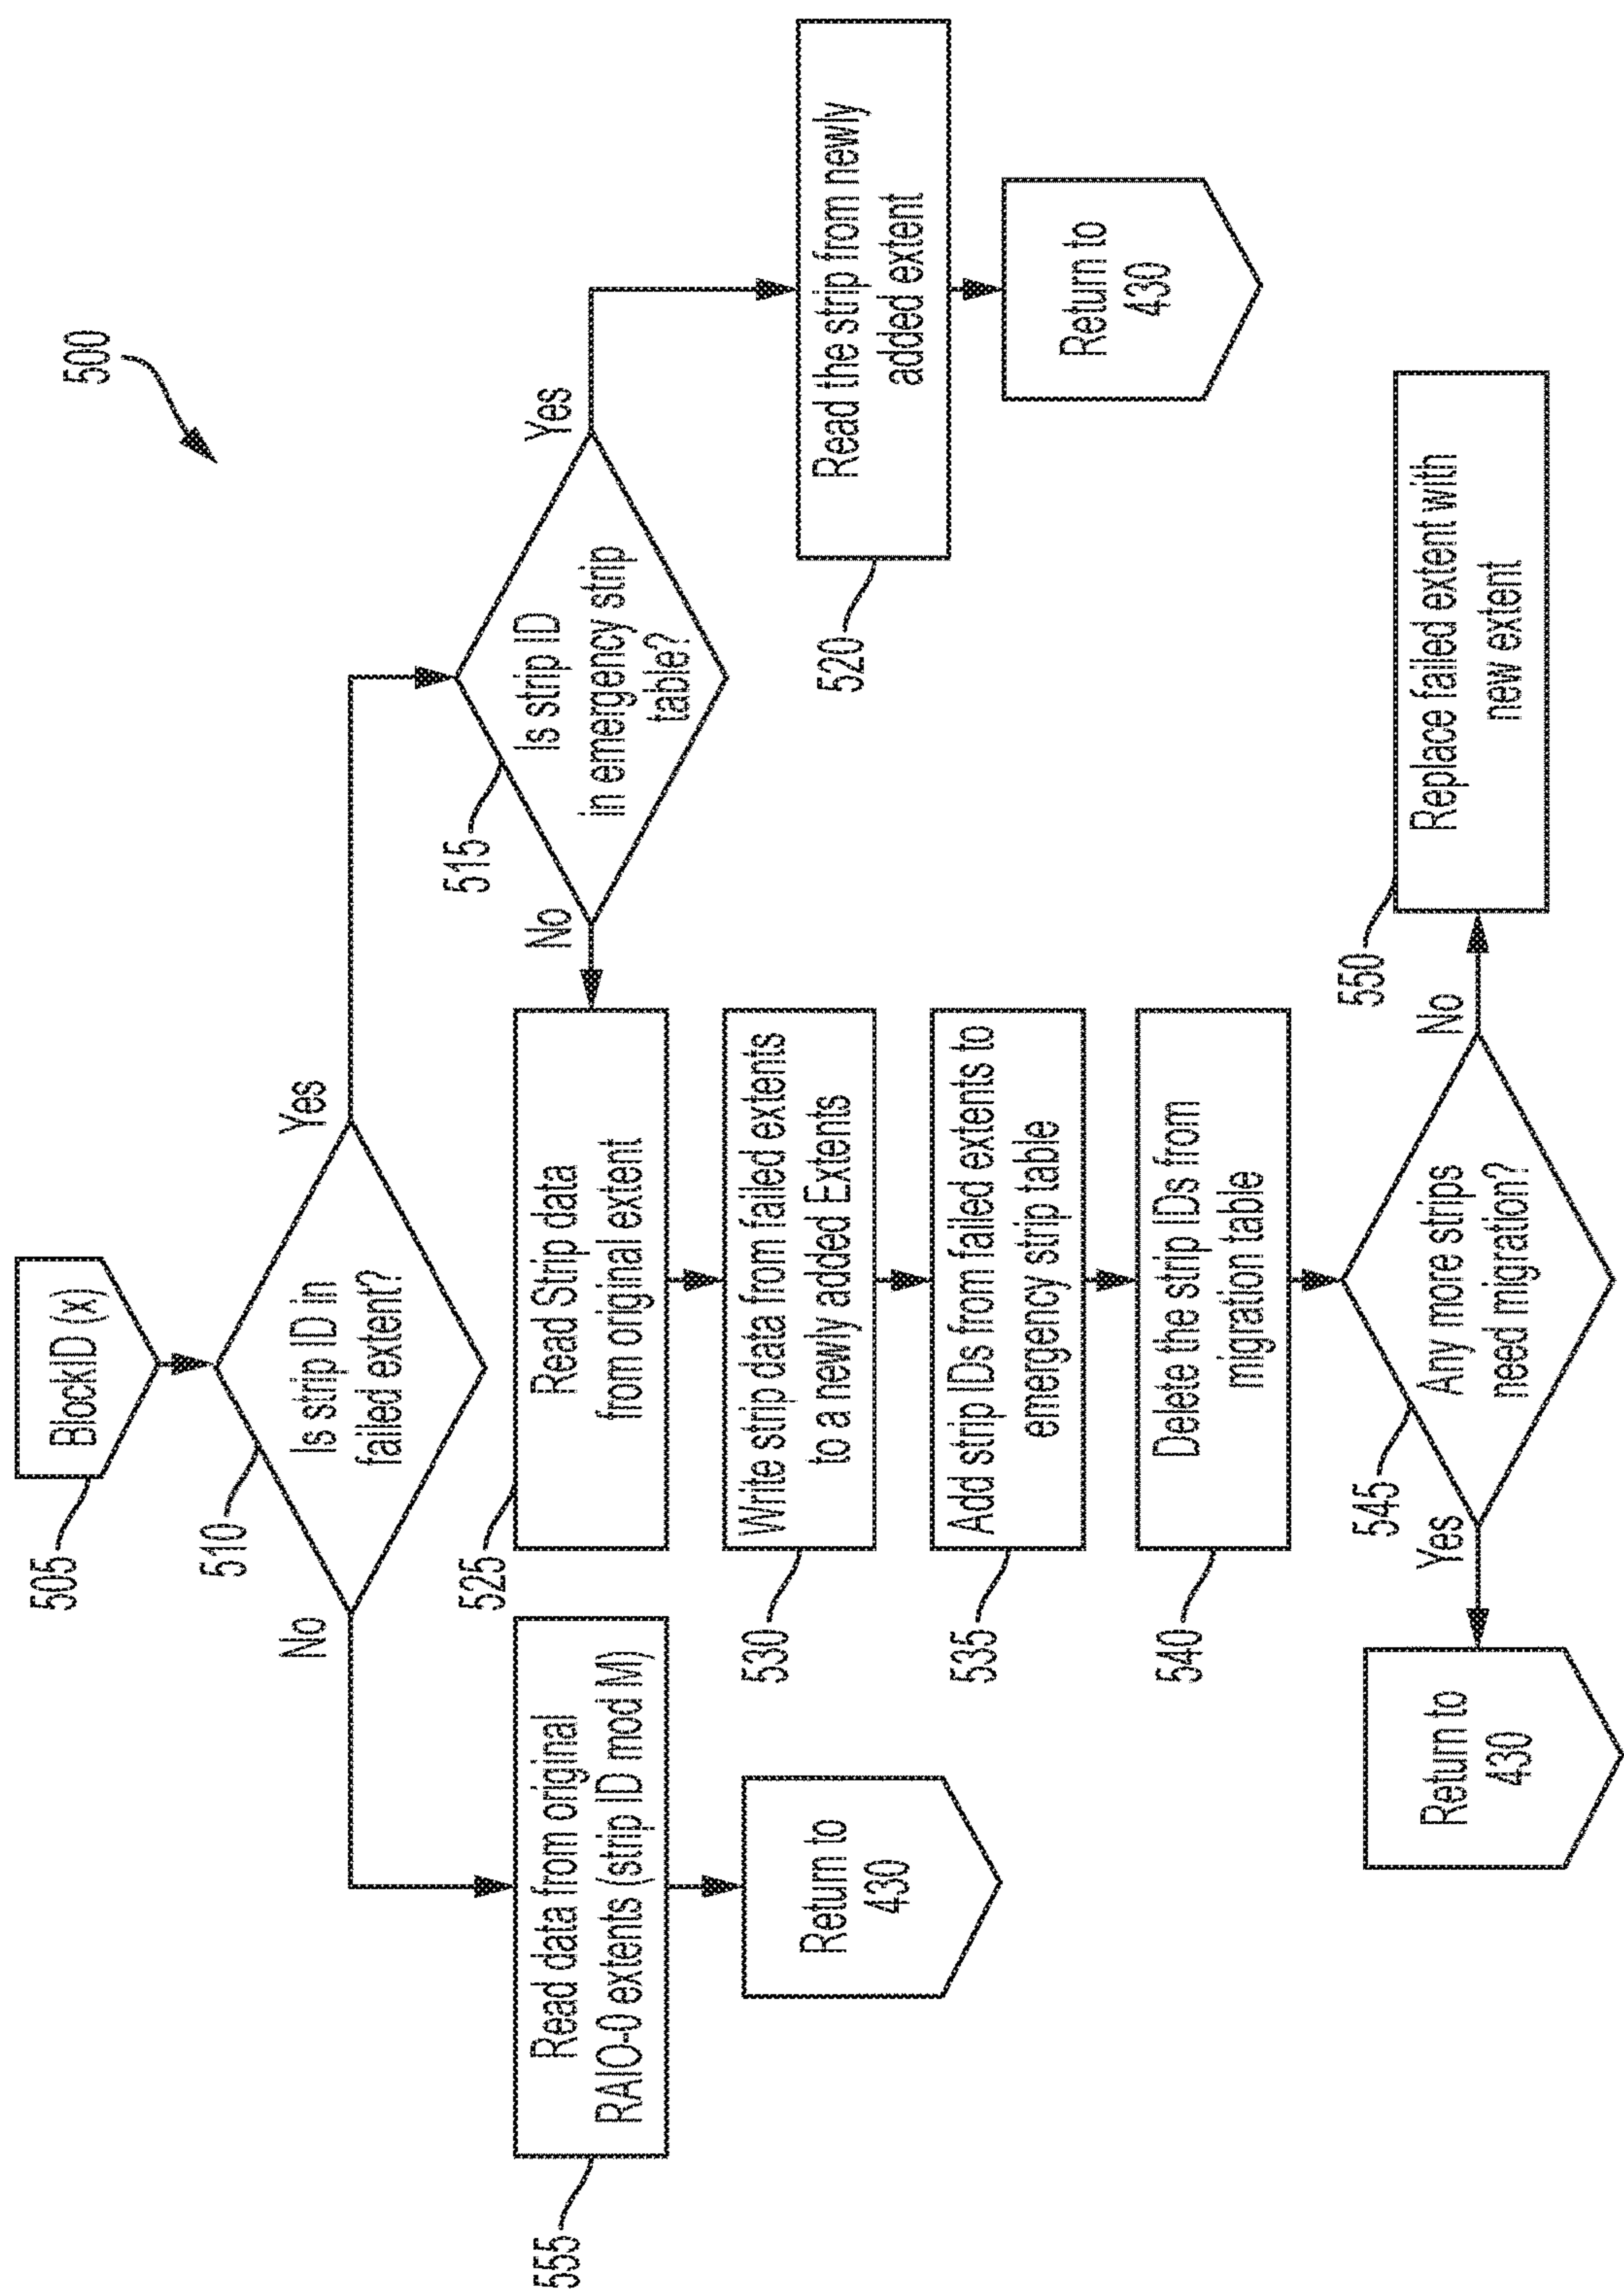 500
505
BlockID (x)
510
Is strip ID in
failed extent?
No
Yes
515
Is strip ID
in emergency strip
table?
No
Yes
555
Read data from original
RAIO-0 extents (strip ID mod M)
Return to
430
525
Read Strip data
from original extent
530
Write strip data from failed extents
to a newly added Extents
535
Add strip IDs from failed extents to
emergency strip table
540
Delete the strip IDs from
migration table
545
Any more strips
need migration?
Yes
No
Return to
430
550
Replace failed extent with
new extent
520
Read the strip from newly
added extent
Return to
430